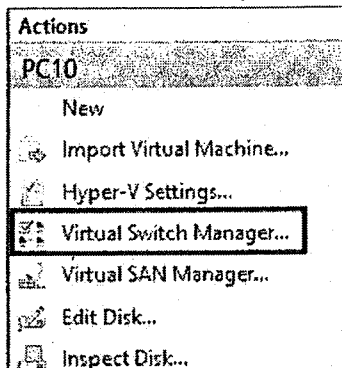 Actions
PC10
New
Import Virtual Machine...
Hyper-V Settings...
Virtual Switch Manager...
Virtual SAN Manager...
Edit Disk...
Inspect Disk...